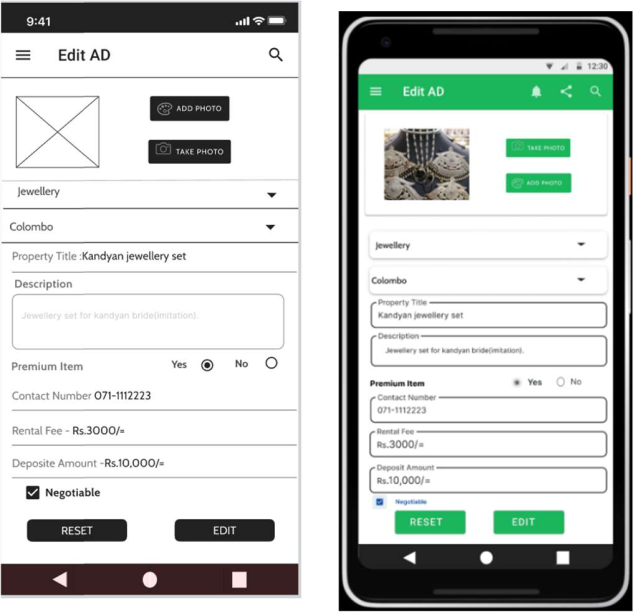 9:41
Edit AD
ADD PHOTO
TAKE PHOTO
Jewellery
Colombo
Property Title :Kandyan jewellery set
Description
Jewellery set for kandyan bride(imitation).
Premium Item Yes No
Contact Number 071-1112223
Rental Fee - Rs.3000/=
Deposite Amount -Rs.10,000/=
Negotiable
RESET EDIT
12:30
Edit AD
TAKE PHOTO
ADD PHOTO
Jewellery
Colombo
Property Title
Kandyan jewellery set
Description
Jewellery set for kandyan bride(imitation).
Premium Item Yes No
Contact Number
071-1112223
Rental Fee
Rs.3000/=
Deposit Amount
Rs.10,000/=
Negotiable
RESET EDIT